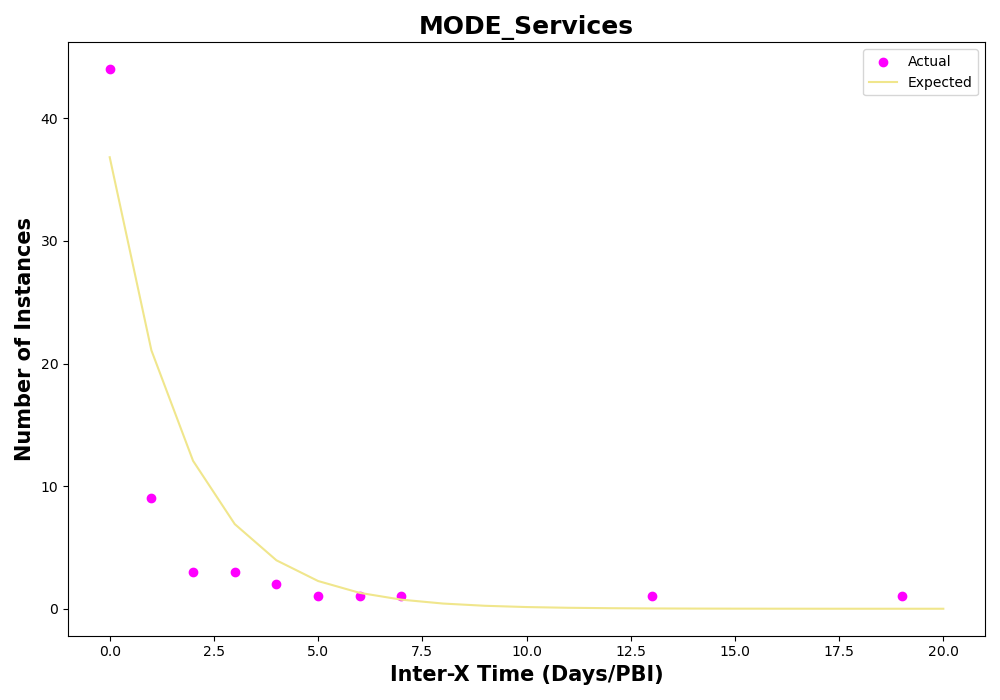 MODE_Services
Actual
Expected
Number of Instances
40
30
20
10
0
0.0 2.5 5.0 7.5 10.0 12.5 15.0 17.5 20.0
Inter-X Time (Days/PBI)